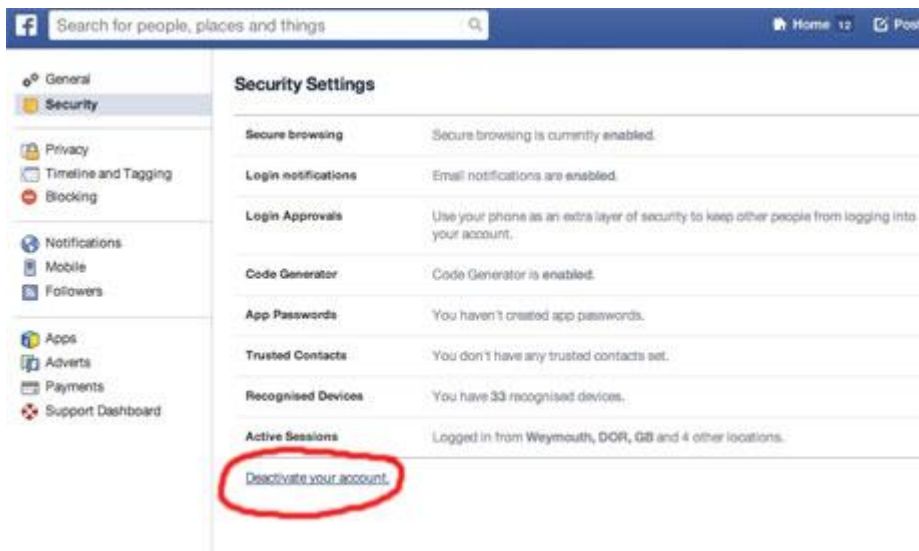 f Search for people, places and things Home 12 Post
General
Security
Privacy
Timeline and Tagging
Blocking
Notifications
Mobile
Followers
Apps
Adverts
Payments
Support Dashboard
Security Settings
Secure browsing Secure browsing is currently enabled.
Login notifications Email notifications are enabled.
Login Approvals Use your phone as an extra layer of security to keep other people from logging into
your account.
Code Generator Code Generator is enabled.
App Passwords You haven't created app passwords.
Trusted Contacts You don't have any trusted contacts set.
Recognised Devices You have 33 recognised devices.
Active Sessions Logged in from Weymouth, DOR, GB and 4 other locations.
Deactivate your account.